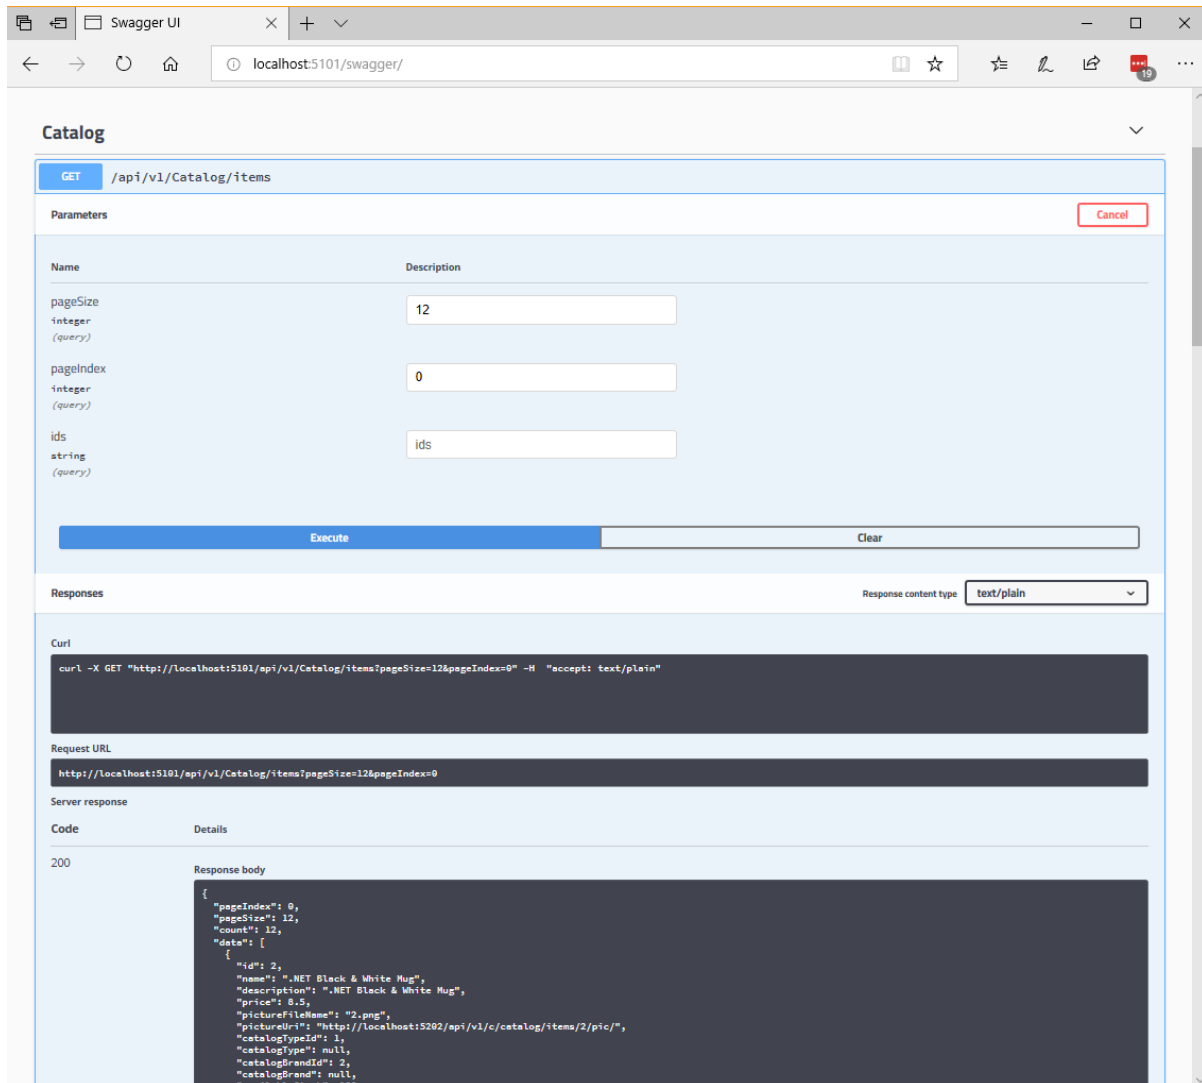 Swagger UI
localhost:5101/swagger/
19
Catalog
GET /api/v1/Catalog/items
Parameters
Cancel
Name Description
pageSize
12
integer
(query)
pageIndex
0
integer
(query)
ids
ids
string
(query)
Execute Clear
Responses
Response content type text/plain
Curl
curl -X GET "http://localhost:5101/api/v1/Catalog/items?pageSize=12&pageIndex=0" -H  "accept: text/plain"
Request URL
http://localhost:5101/api/v1/Catalog/items?pageSize=12&pageIndex=0
Server response
Code Details
200
Response body
{
  "pageIndex": 0,
  "pageSize": 12,
  "count": 12,
  "data": [
    {
      "id": 2,
      "name": ".NET Black & White Mug",
      "description": ".NET Black & White Mug",
      "price": 8.5,
      "pictureFileName": "2.png",
      "pictureUri": "http://localhost:5202/api/v1/c/catalog/items/2/pic/",
      "catalogTypeId": 1,
      "catalogType": null,
      "catalogBrandId": 2,
      "catalogBrand": null,